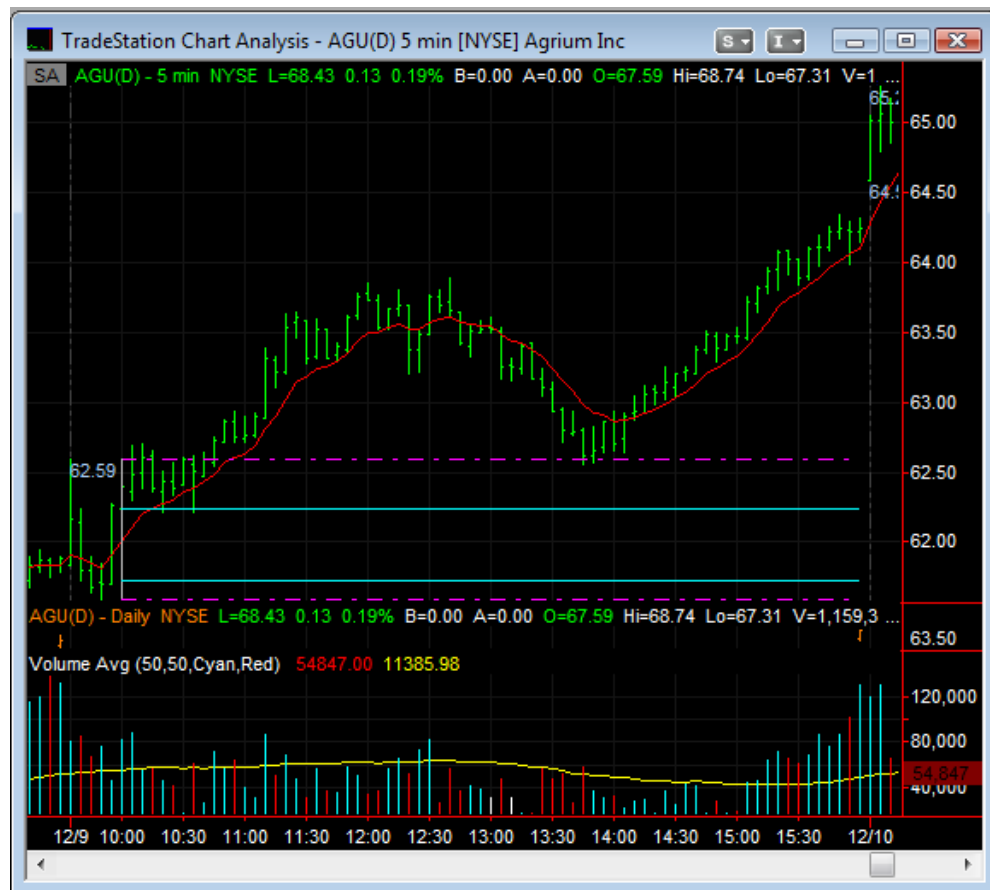 TradeStation Chart Analysis - AGU(D) 5 min [NYSE] Agrium Inc
S I
SA AGU(D) - 5 min NYSE L=68.43 0.13 0.19% B=0.00 A=0.00 O=67.59 Hi=68.74 Lo=67.31 V=1 ...
65.00
64.50
64.00
63.50
63.00
62.59
62.50
62.00
AGU(D) - Daily NYSE L=68.43 0.13 0.19% B=0.00 A=0.00 O=67.59 Hi=68.74 Lo=67.31 V=1,159,3 ...
63.50
Volume Avg (50,50,Cyan,Red) 54847.00 11385.98
120,000
80,000
54,847
40,000
12/9 10:00 10:30 11:00 11:30 12:00 12:30 13:00 13:30 14:00 14:30 15:00 15:30 12/10